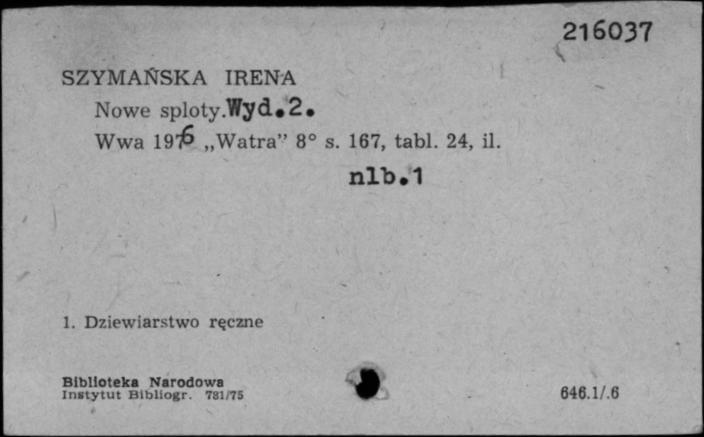 216037
SZYMAŃSKA IRENA
Nowe sploty.Wyd.2.
Wwa 1976 „Watra” 8° s. 167, tabl. 24, il.
nlb.1
1. Dziewiarstwo ręczne
Biblioteka Narodowa
Instytut Bibliogr. 781/75
646.1/.6